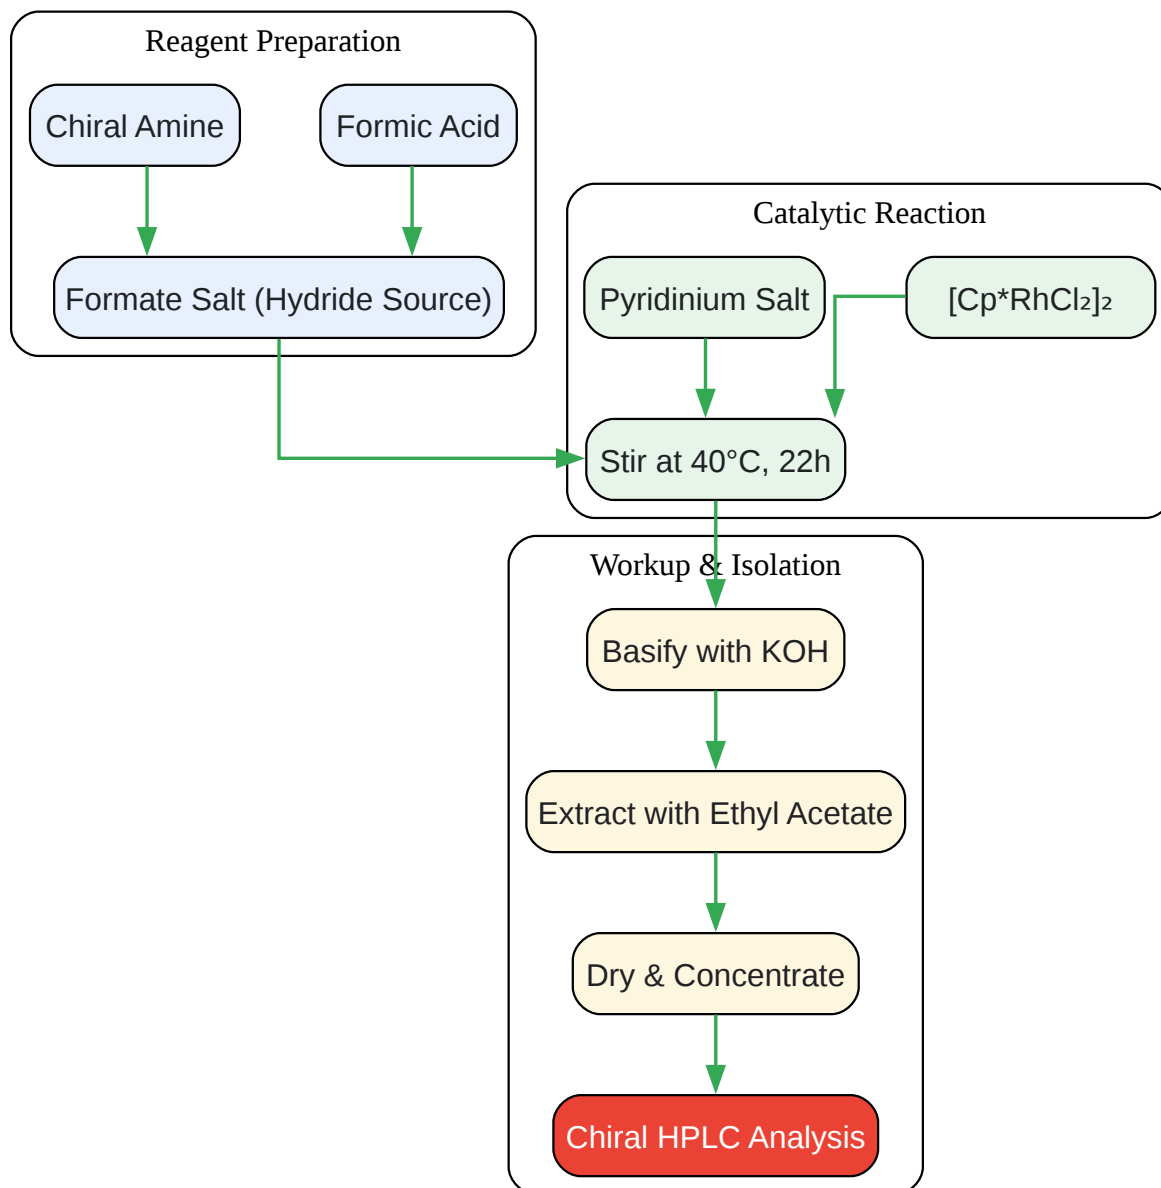 Reagent Preparation
Chiral Amine
Formic Acid
Formate Salt (Hydride Source)
Catalytic Reaction
Pyridinium Salt
[Cp*RhCl₂]₂
Stir at 40°C, 22h
Workup & Isolation
Basify with KOH
Extract with Ethyl Acetate
Dry & Concentrate
Chiral HPLC Analysis